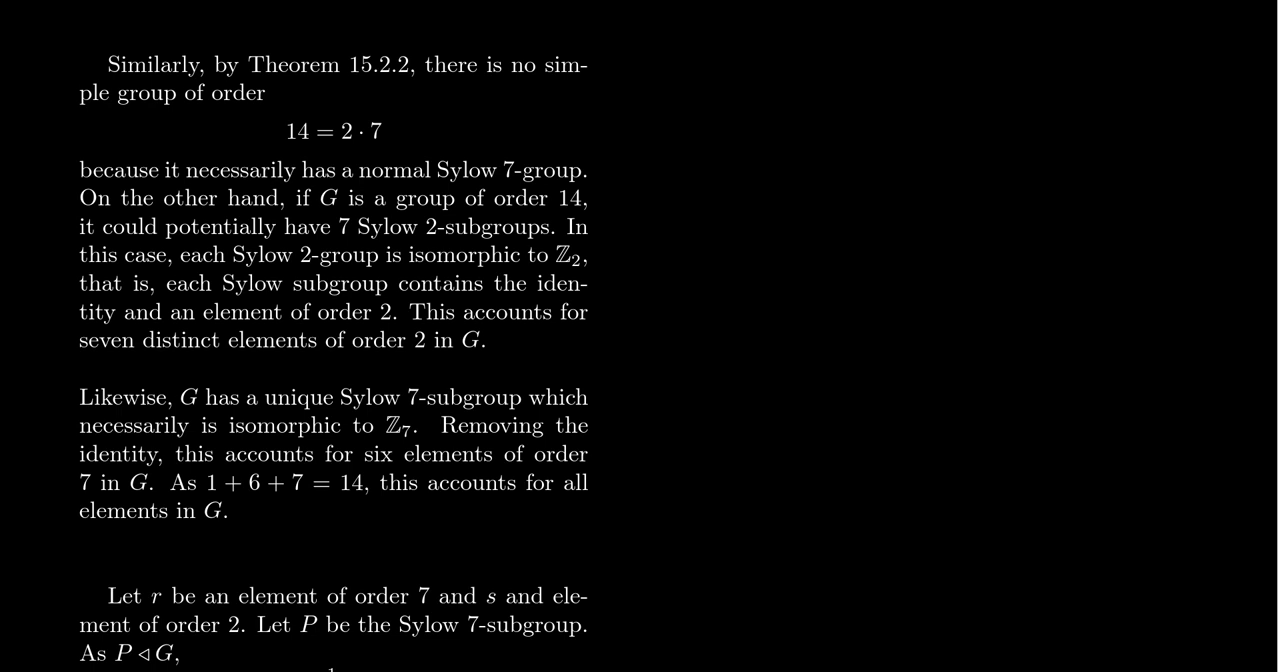 Similarly, by Theorem 15.2.2, there is no sim-
ple group of order
14 = 2 · 7
because it necessarily has a normal Sylow 7-group.
On the other hand, if G is a group of order 14,
it could potentially have 7 Sylow 2-subgroups. In
this case, each Sylow 2-group is isomorphic to ℤ₂,
that is, each Sylow subgroup contains the iden-
tity and an element of order 2. This accounts for
seven distinct elements of order 2 in G.
Likewise, G has a unique Sylow 7-subgroup which
necessarily is isomorphic to ℤ₇. Removing the
identity, this accounts for six elements of order
7 in G. As 1 + 6 + 7 = 14, this accounts for all
elements in G.
Let r be an element of order 7 and s and ele-
ment of order 2. Let P be the Sylow 7-subgroup.
As P ◁ G,